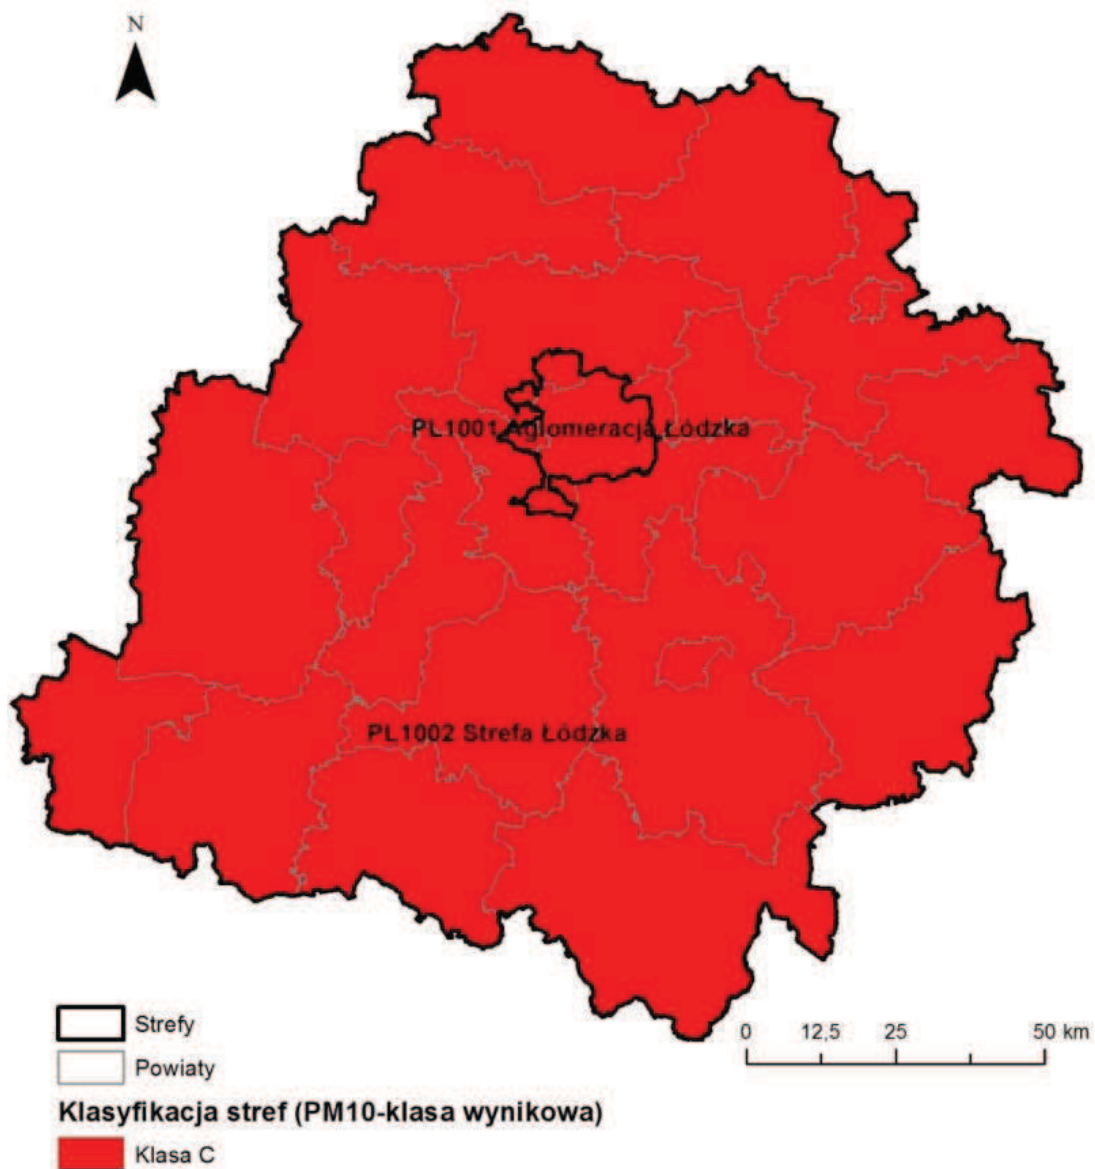 N
PL1001 Aglomeracja Łódzka
PL1002 Strefa Łódzka
Strefy
0 12,5 25 50 km
Powiaty
Klasyfikacja stref (PM10-klasa wynikowa)
Klasa C